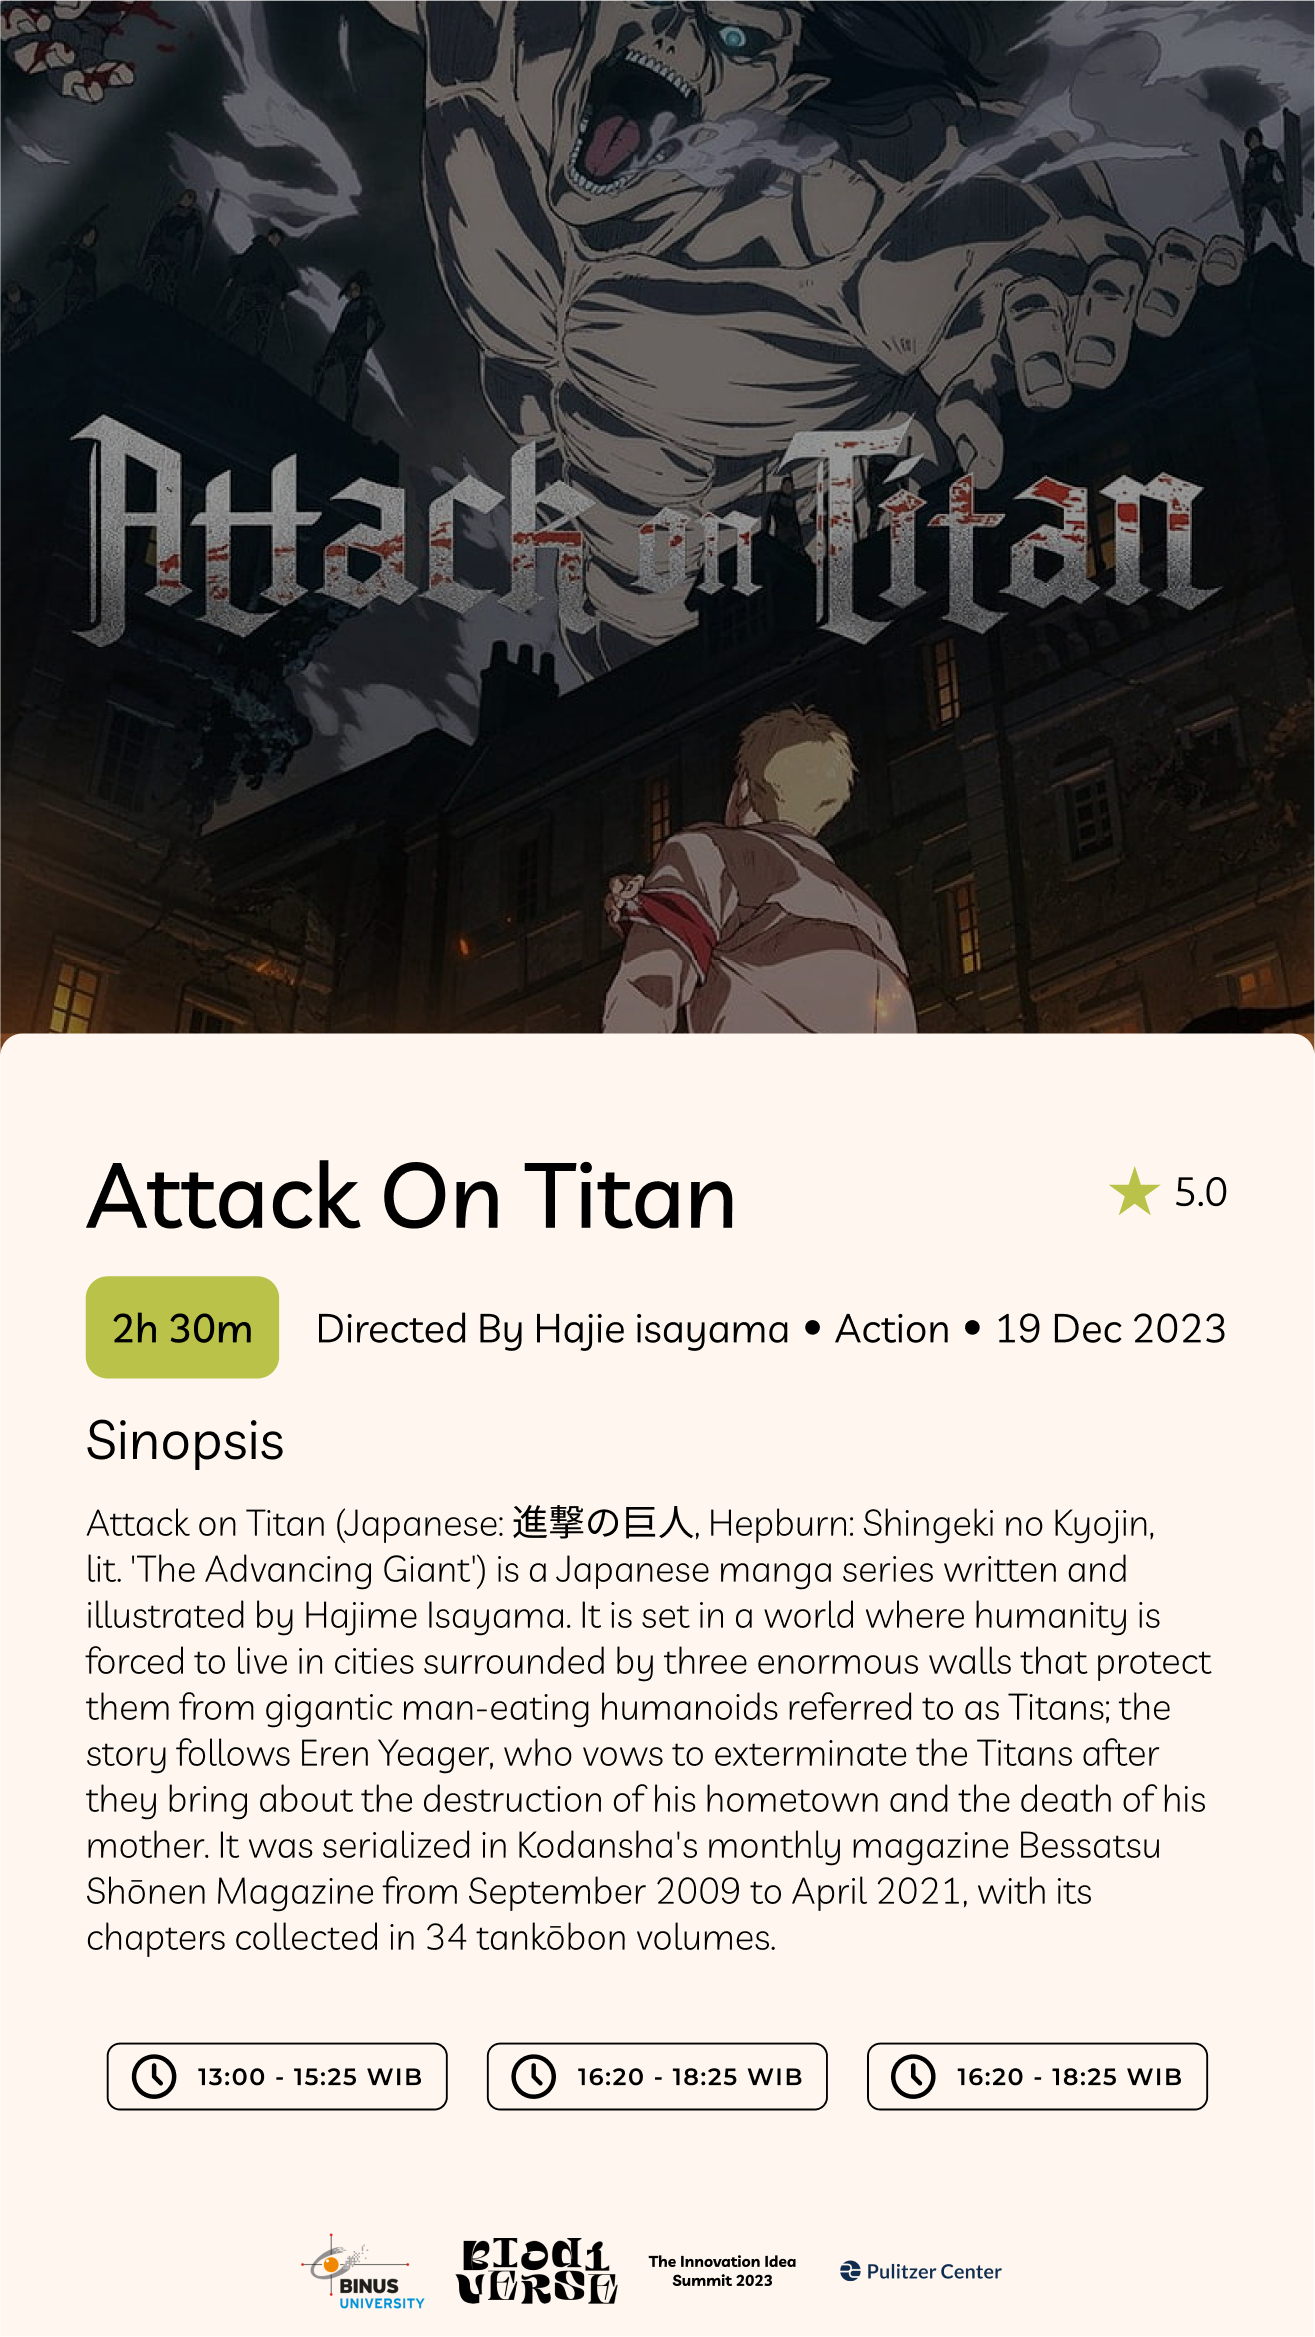 Attack on Titan
Attack On Titan
5.0
2h 30m
Directed By Hajie isayama • Action • 19 Dec 2023
Sinopsis
Attack on Titan (Japanese: 進撃の巨人, Hepburn: Shingeki no Kyojin,
lit. 'The Advancing Giant') is a Japanese manga series written and
illustrated by Hajime Isayama. It is set in a world where humanity is
forced to live in cities surrounded by three enormous walls that protect
them from gigantic man-eating humanoids referred to as Titans; the
story follows Eren Yeager, who vows to exterminate the Titans after
they bring about the destruction of his hometown and the death of his
mother. It was serialized in Kodansha's monthly magazine Bessatsu
Shōnen Magazine from September 2009 to April 2021, with its
chapters collected in 34 tankōbon volumes.
13:00 - 15:25 WIB
16:20 - 18:25 WIB
16:20 - 18:25 WIB
BINUS
UNIVERSITY
BIodi
VERSE
The Innovation Idea
Summit 2023
Pulitzer Center